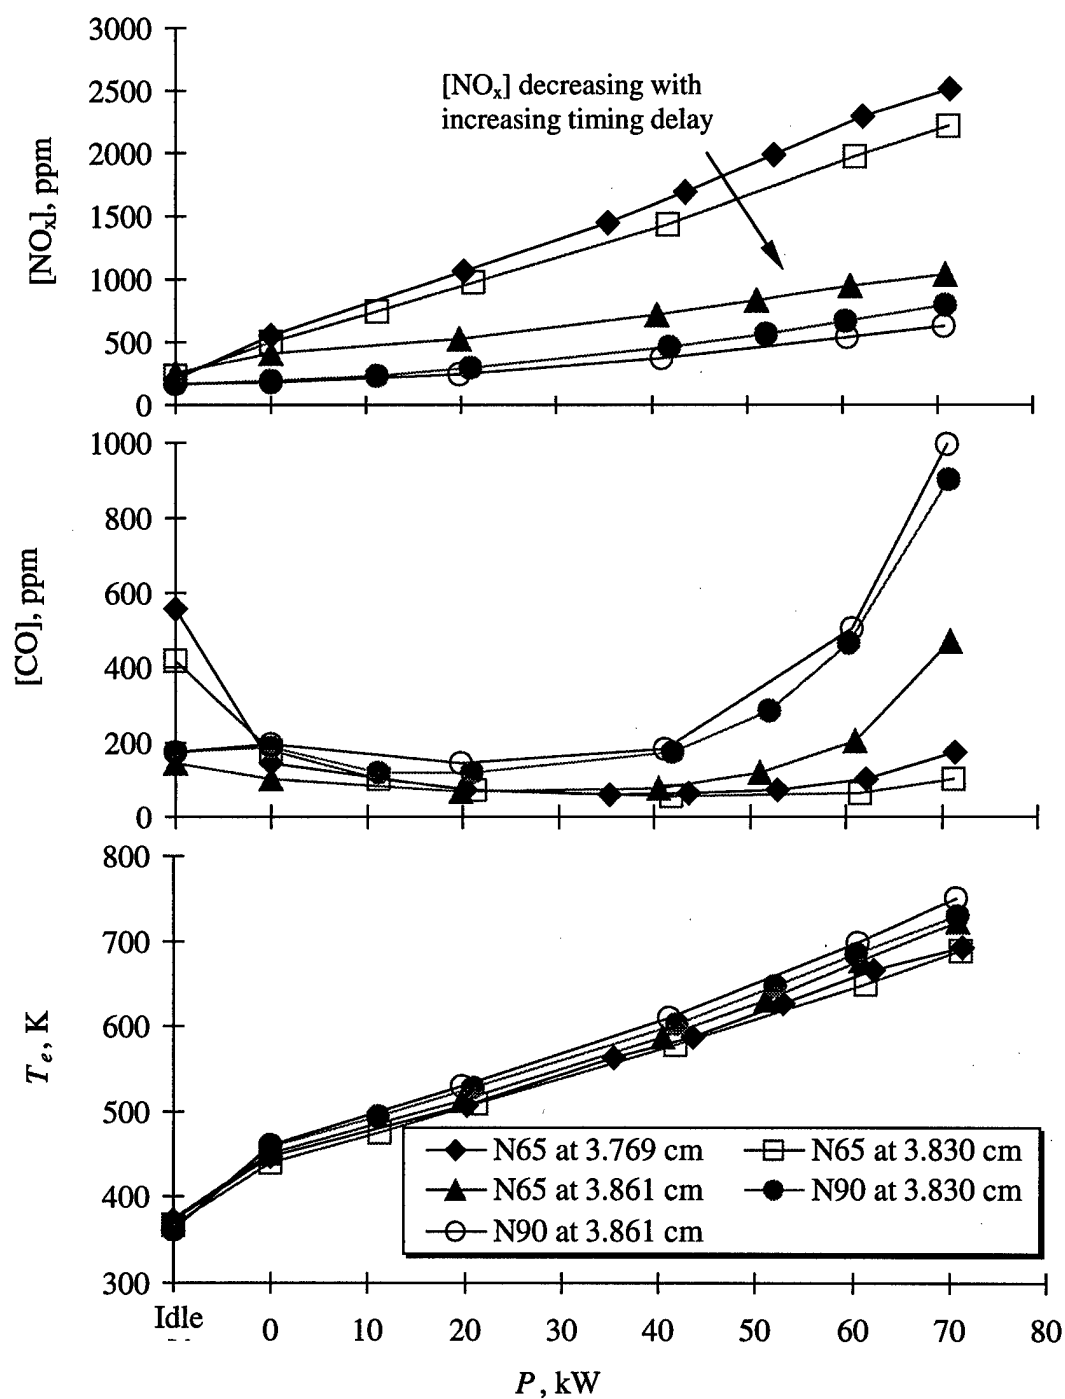 3000
2500
2000
1500
1000
500
0
[NOx], ppm
[NOx] decreasing with
increasing timing delay
1000
800
600
400
200
0
[CO], ppm
800
700
600
500
400
300
Te, K
N65 at 3.769 cm
N65 at 3.830 cm
N65 at 3.861 cm
N90 at 3.830 cm
N90 at 3.861 cm
Idle 0 10 20 30 40 50 60 70 80
P, kW